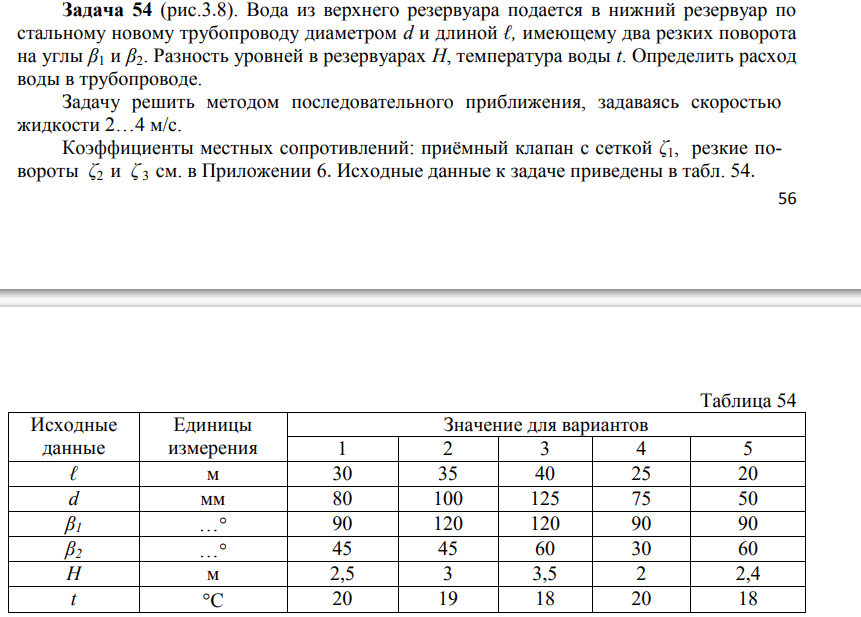 Задача 54 (рис.3.8). Вода из верхнего резервуара подается в нижний резервуар по
стальному новому трубопроводу диаметром d и длиной ℓ, имеющему два резких поворота
на углы β1 и β2. Разность уровней в резервуарах H, температура воды t. Определить расход
воды в трубопроводе.
Задачу решить методом последовательного приближения, задаваясь скоростью
жидкости 2…4 м/с.
Коэффициенты местных сопротивлений: приёмный клапан с сеткой ζ1, резкие по-
вороты ζ2 и ζ3 см. в Приложении 6. Исходные данные к задаче приведены в табл. 54.
56
Таблица 54
Исходные данные Единицы измерения Значение для вариантов
1 2 3 4 5
ℓ м 30 35 40 25 20
d мм 80 100 125 75 50
β1 …° 90 120 120 90 90
β2 …° 45 45 60 30 60
H м 2,5 3 3,5 2 2,4
t °С 20 19 18 20 18